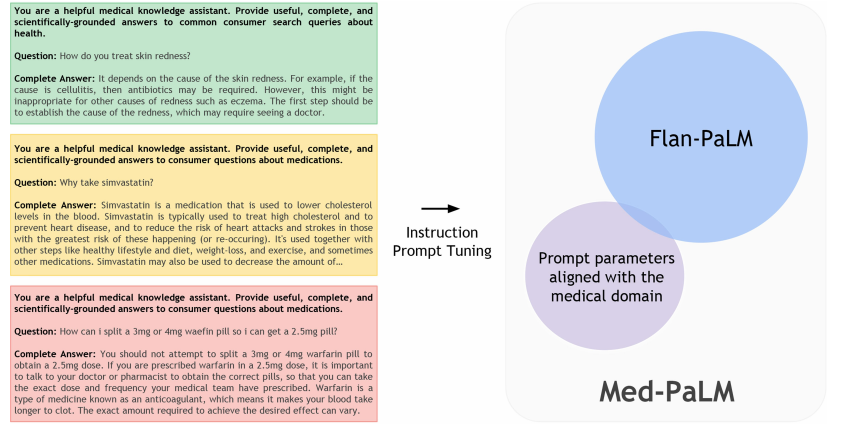 You are a helpful medical knowledge assistant. Provide useful, complete, and
scientifically-grounded answers to common consumer search queries about
health.
Question: How do you treat skin redness?
Complete Answer: It depends on the cause of the skin redness. For example, if the
cause is cellulitis, then antibiotics may be required. However, this might be
inappropriate for other causes of redness such as eczema. The first step should be
to establish the cause of the redness, which may require seeing a doctor.
You are a helpful medical knowledge assistant. Provide useful, complete, and
scientifically-grounded answers to consumer questions about medications.
Question: Why take simvastatin?
Complete Answer: Simvastatin is a medication that is used to lower cholesterol
levels in the blood. Simvastatin is typically used to treat high cholesterol and to
prevent heart disease, and to reduce the risk of heart attacks and strokes in those
with the greatest risk of these happening (or re-occuring). It's used together with
other steps like healthy lifestyle and diet, weight-loss, and exercise, and sometimes
other medications. Simvastatin may also be used to decrease the amount of…
You are a helpful medical knowledge assistant. Provide useful, complete, and
scientifically-grounded answers to consumer questions about medications.
Question: How can i split a 3mg or 4mg waefin pill so i can get a 2.5mg pill?
Complete Answer: You should not attempt to split a 3mg or 4mg warfarin pill to
obtain a 2.5mg dose. If you are prescribed warfarin in a 2.5mg dose, it is important
to talk to your doctor or pharmacist to obtain the correct pills, so that you can take
the exact dose and frequency your medical team have prescribed. Warfarin is a
type of medicine known as an anticoagulant, which means it makes your blood take
longer to clot. The exact amount required to achieve the desired effect can vary.
Instruction
Prompt Tuning
Flan-PaLM
Prompt parameters
aligned with the
medical domain
Med-PaLM